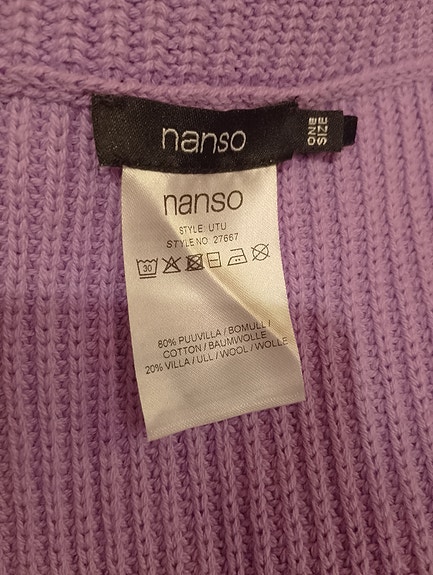 nanso
ONE
SIZE
nanso
STYLE: UTU
STYLE NO: 27667
30
80% PUUVILLA / BOMULL /
COTTON / BAUMWOLLE
20% VILLA / ULL / WOOL / WOLLE